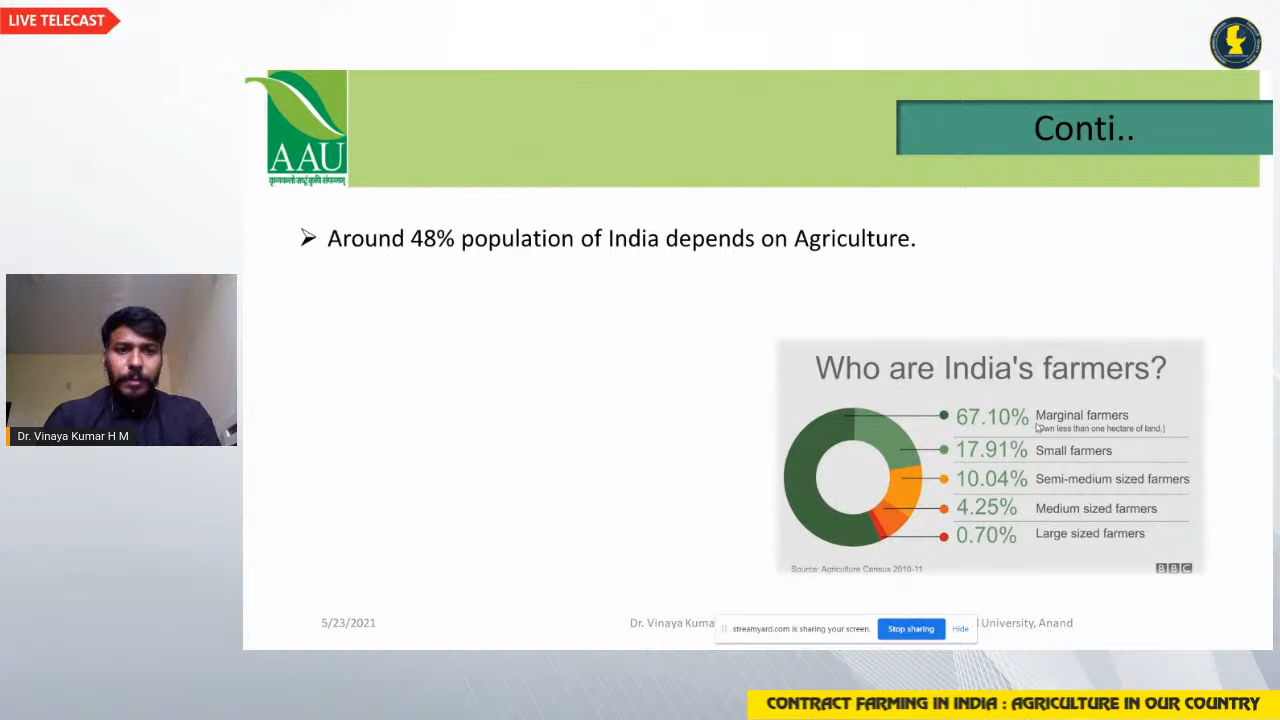 LIVE TELECAST
Conti..
AAU
कृण्वन्तो राष्ट्रं कृषि संपन्नम्
Around 48% population of India depends on Agriculture.
Dr. Vinaya Kumar H M
Who are India's farmers?
67.10% Marginal farmers
wn less than one hectare of land.)
17.91% Small farmers
10.04% Semi-medium sized farmers
4.25% Medium sized farmers
0.70% Large sized farmers
Source: Agriculture Census 2010-11
BBC
5/23/2021
Dr. Vinaya Kuma
University, Anand
streamyard.com is sharing your screen.
Stop sharing
Hide
CONTRACT FARMING IN INDIA : AGRICULTURE IN OUR COUNTRY